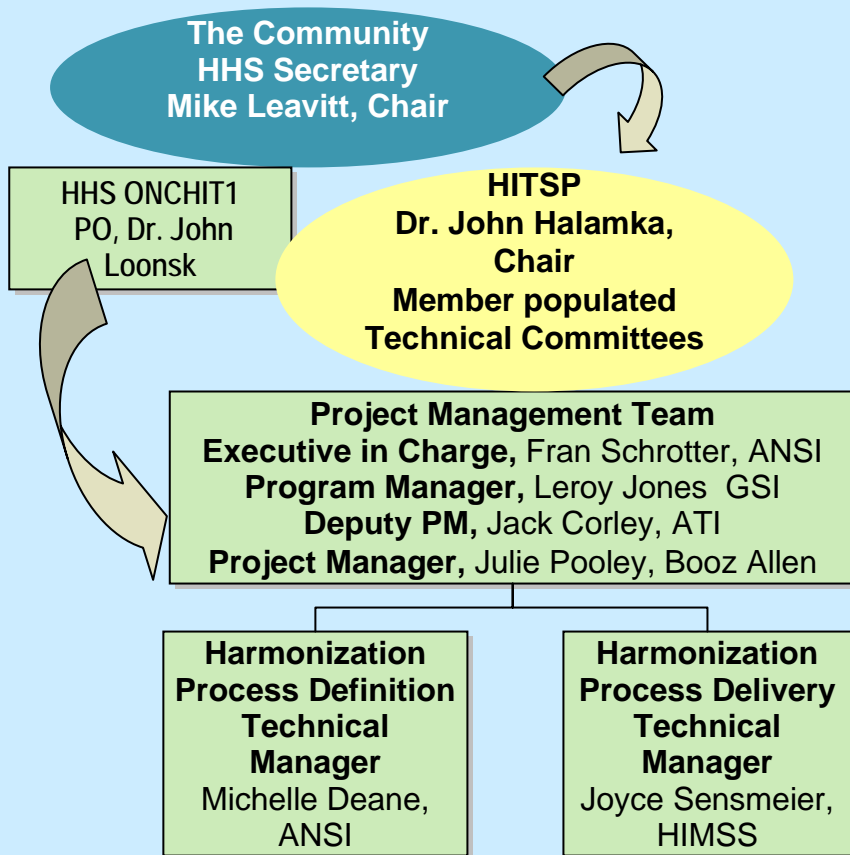 The Community
HHS Secretary
Mike Leavitt, Chair
HHS ONCHIT1
PO, Dr. John
Loonsk
HITSP
Dr. John Halamka,
Chair
Member populated
Technical Committees
Project Management Team
Executive in Charge, Fran Schrotter, ANSI
Program Manager, Leroy Jones GSI
Deputy PM, Jack Corley, ATI
Project Manager, Julie Pooley, Booz Allen
Harmonization
Process Definition
Technical
Manager
Michelle Deane,
ANSI
Harmonization
Process Delivery
Technical
Manager
Joyce Sensmeier,
HIMSS